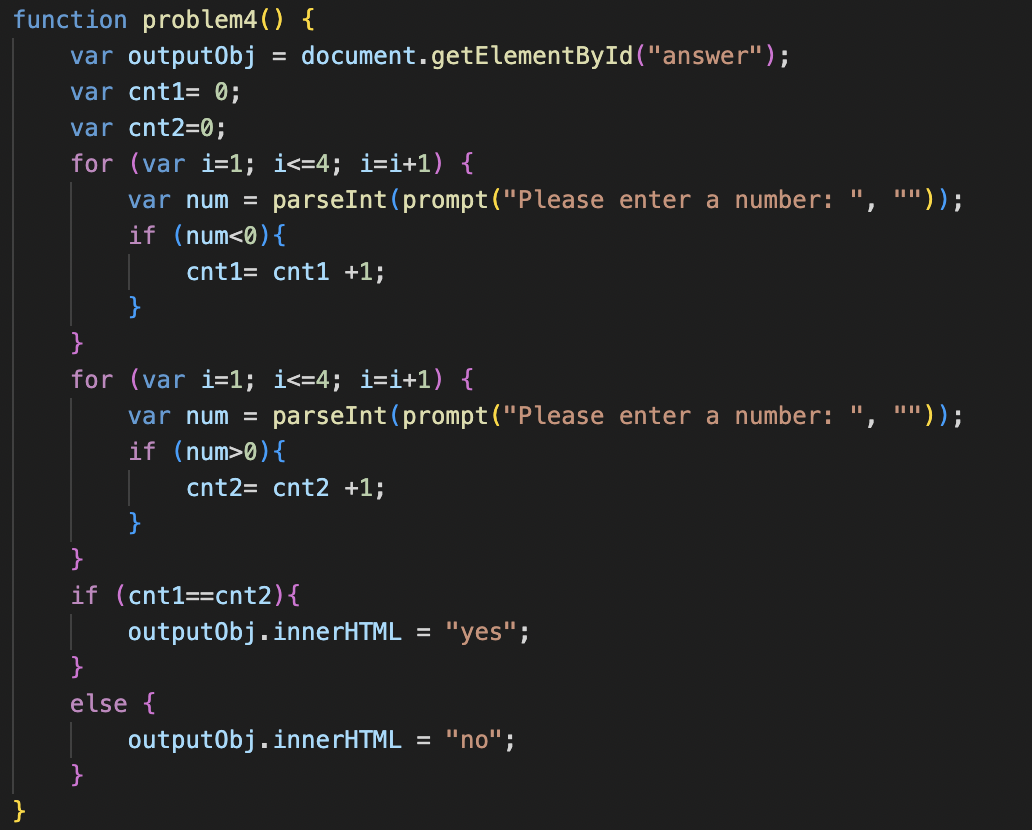 function problem4() {
    var outputObj = document.getElementById("answer");
    var cnt1= 0;
    var cnt2=0;
    for (var i=1; i<=4; i=i+1) {
        var num = parseInt(prompt("Please enter a number: ", ""));
        if (num<0){
            cnt1= cnt1 +1;
        }
    }
    for (var i=1; i<=4; i=i+1) {
        var num = parseInt(prompt("Please enter a number: ", ""));
        if (num>0){
            cnt2= cnt2 +1;
        }
    }
    if (cnt1==cnt2){
        outputObj.innerHTML = "yes";
    }
    else {
        outputObj.innerHTML = "no";
    }
}